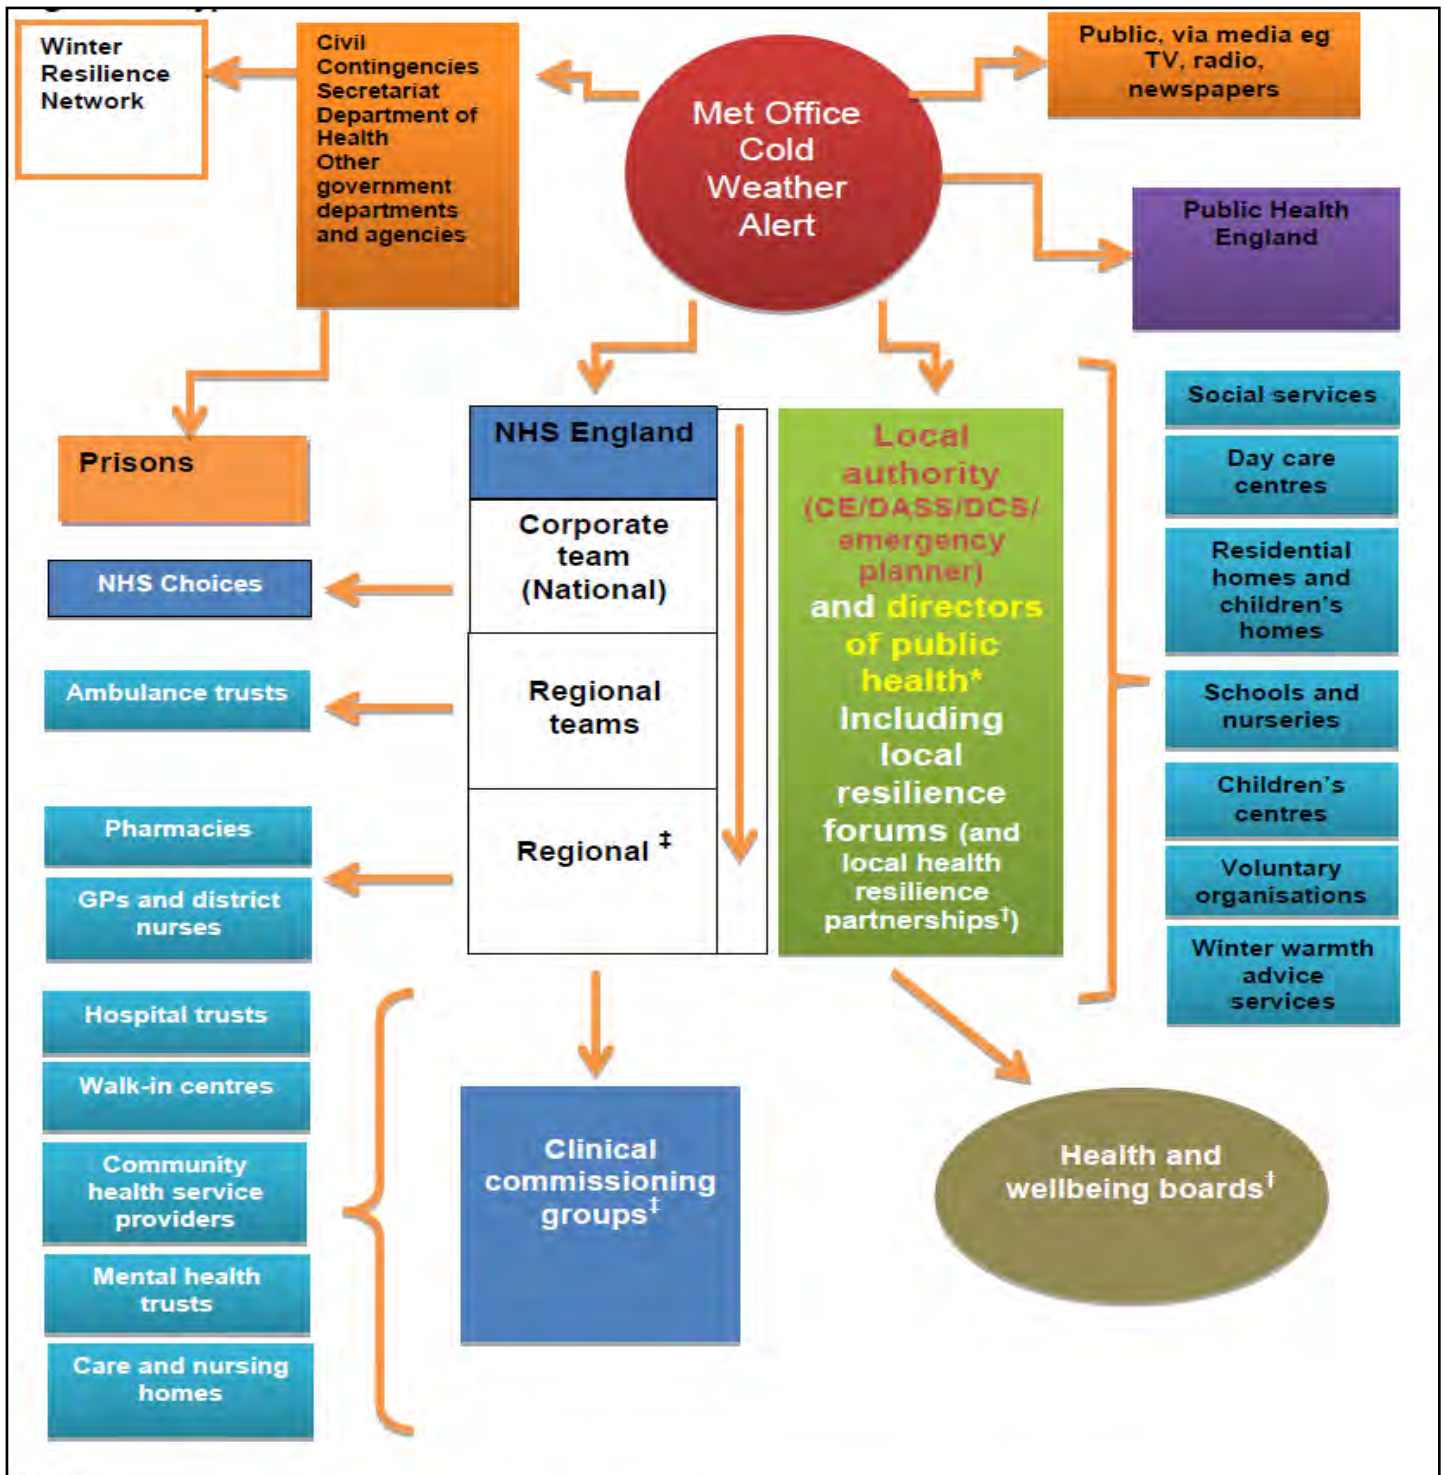 Winter
Resilience
Network
Civil
Contingencies
Secretariat
Department of
Health
Other
government
departments
and agencies
Met Office
Cold
Weather
Alert
Public, via media eg
TV, radio,
newspapers
Public Health
England
Prisons
NHS Choices
Ambulance trusts
Pharmacies
GPs and district
nurses
Hospital trusts
Walk-in centres
Community
health service
providers
Mental health
trusts
Care and nursing
homes
NHS England
Corporate
team
(National)
Regional
teams
Regional ‡
Clinical
commissioning
groups‡
Local
authority
(CE/DASS/DCS/
emergency
planner)
and directors
of public
health*
Including
local
resilience
forums (and
local health
resilience
partnerships†)
Health and
wellbeing boards†
Social services
Day care
centres
Residential
homes and
children's
homes
Schools and
nurseries
Children's
centres
Voluntary
organisations
Winter warmth
advice
services